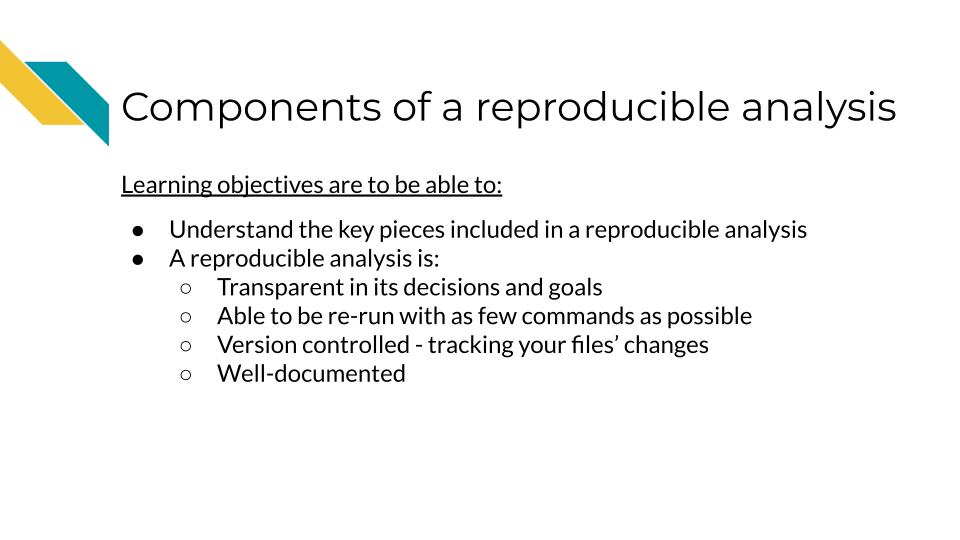 Components of a reproducible analysis
Learning objectives are to be able to:
● Understand the key pieces included in a reproducible analysis
● A reproducible analysis is:
○ Transparent in its decisions and goals
○ Able to be re-run with as few commands as possible
○ Version controlled - tracking your files’ changes
○ Well-documented